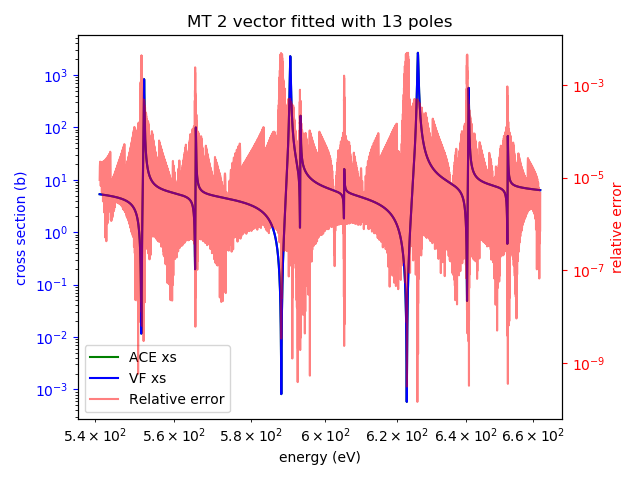 MT 2 vector fitted with 13 poles
cross section (b)
10³
10²
10¹
10⁰
10⁻¹
10⁻²
10⁻³
10⁻³
10⁻⁵
10⁻⁷
10⁻⁹
relative error
ACE xs
VF xs
Relative error
5.4 × 10² 5.6 × 10² 5.8 × 10² 6 × 10² 6.2 × 10² 6.4 × 10² 6.6 × 10²
energy (eV)